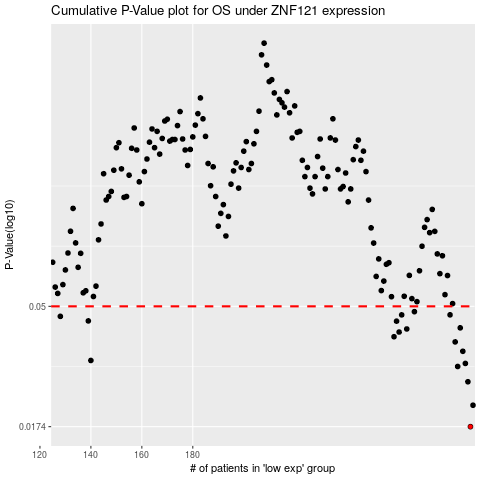 Cumulative P-Value plot for OS under ZNF121 expression
P-Value(log10)
0.05
0.0174
120 140 160 180
# of patients in 'low exp' group